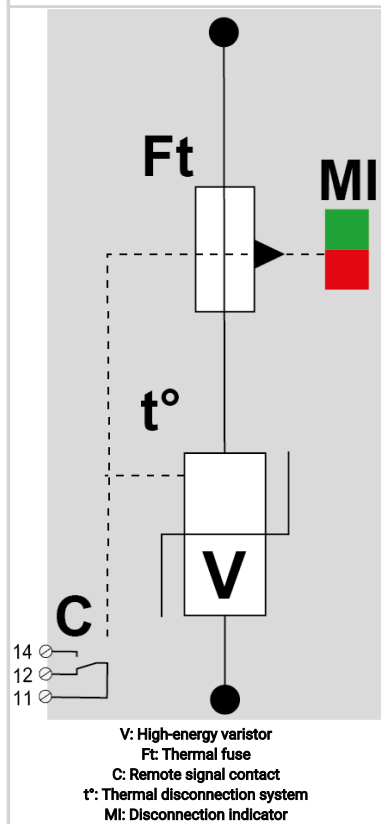 Ft
MI
t°
V
C
14
12
11
V: High-energy varistor
Ft: Thermal fuse
C: Remote signal contact
t°: Thermal disconnection system
MI: Disconnection indicator